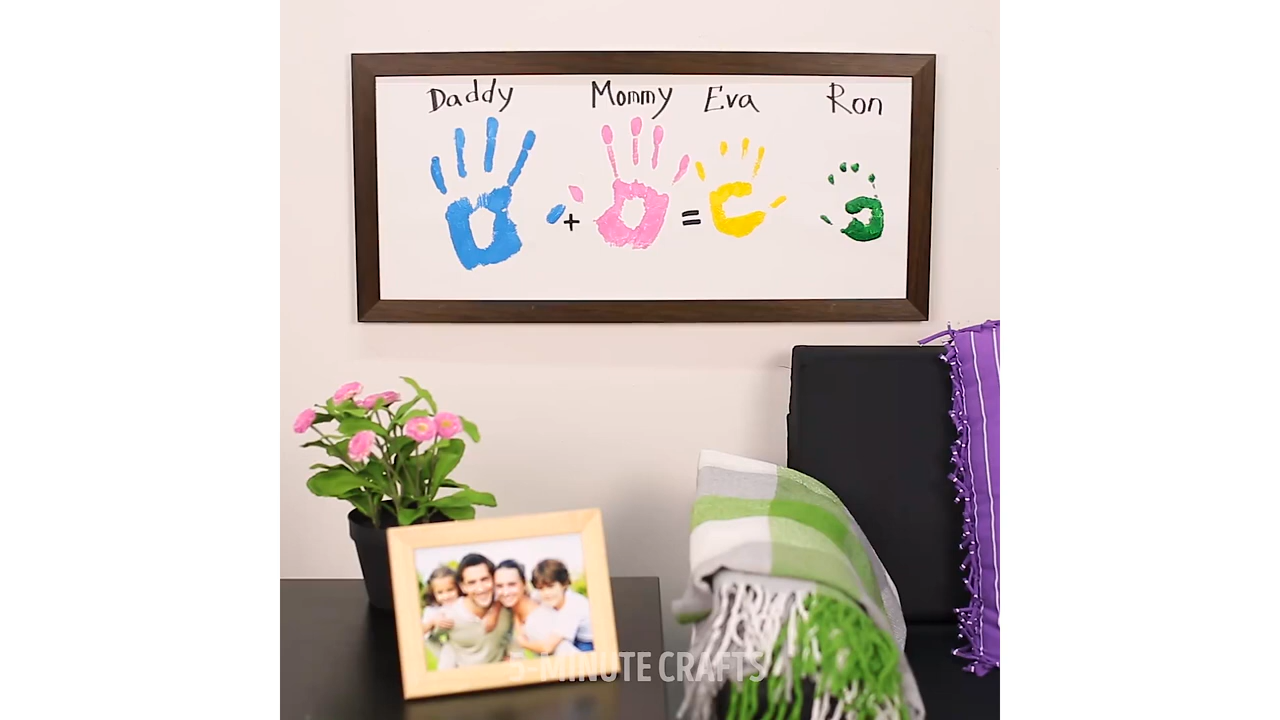 Daddy Mommy Eva Ron
+ =
5-MINUTE CRAFTS